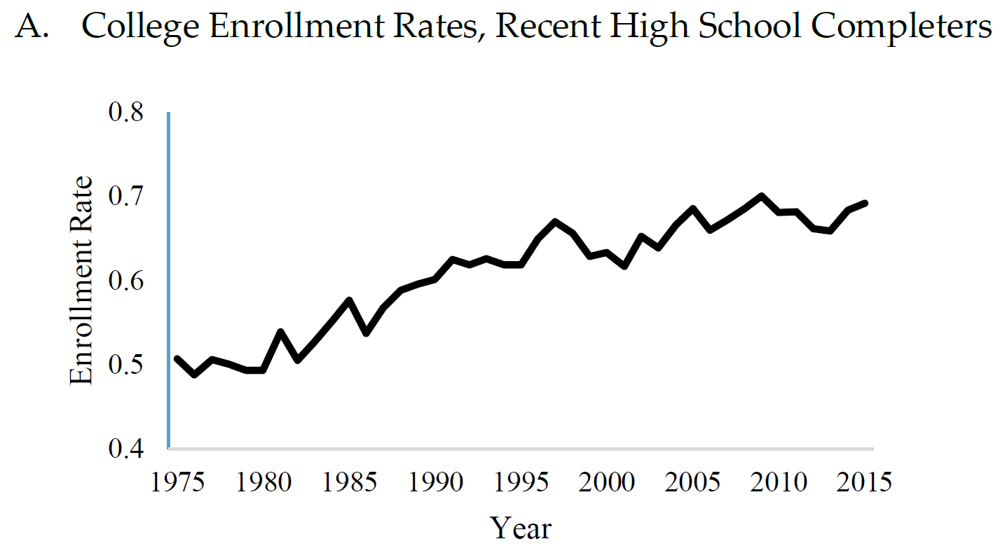 A. College Enrollment Rates, Recent High School Completers
0.8
0.7
0.6
0.5
0.4
Enrollment Rate
1975 1980 1985 1990 1995 2000 2005 2010 2015
Year